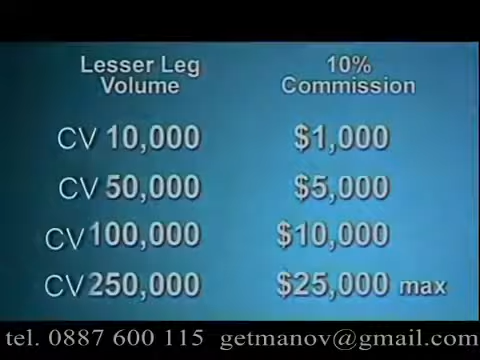 Lesser Leg 10%
Volume Commission
CV 10,000 $1,000
CV 50,000 $5,000
CV 100,000 $10,000
CV 250,000 $25,000 max
tel. 0887 600 115 getmanov@gmail.com